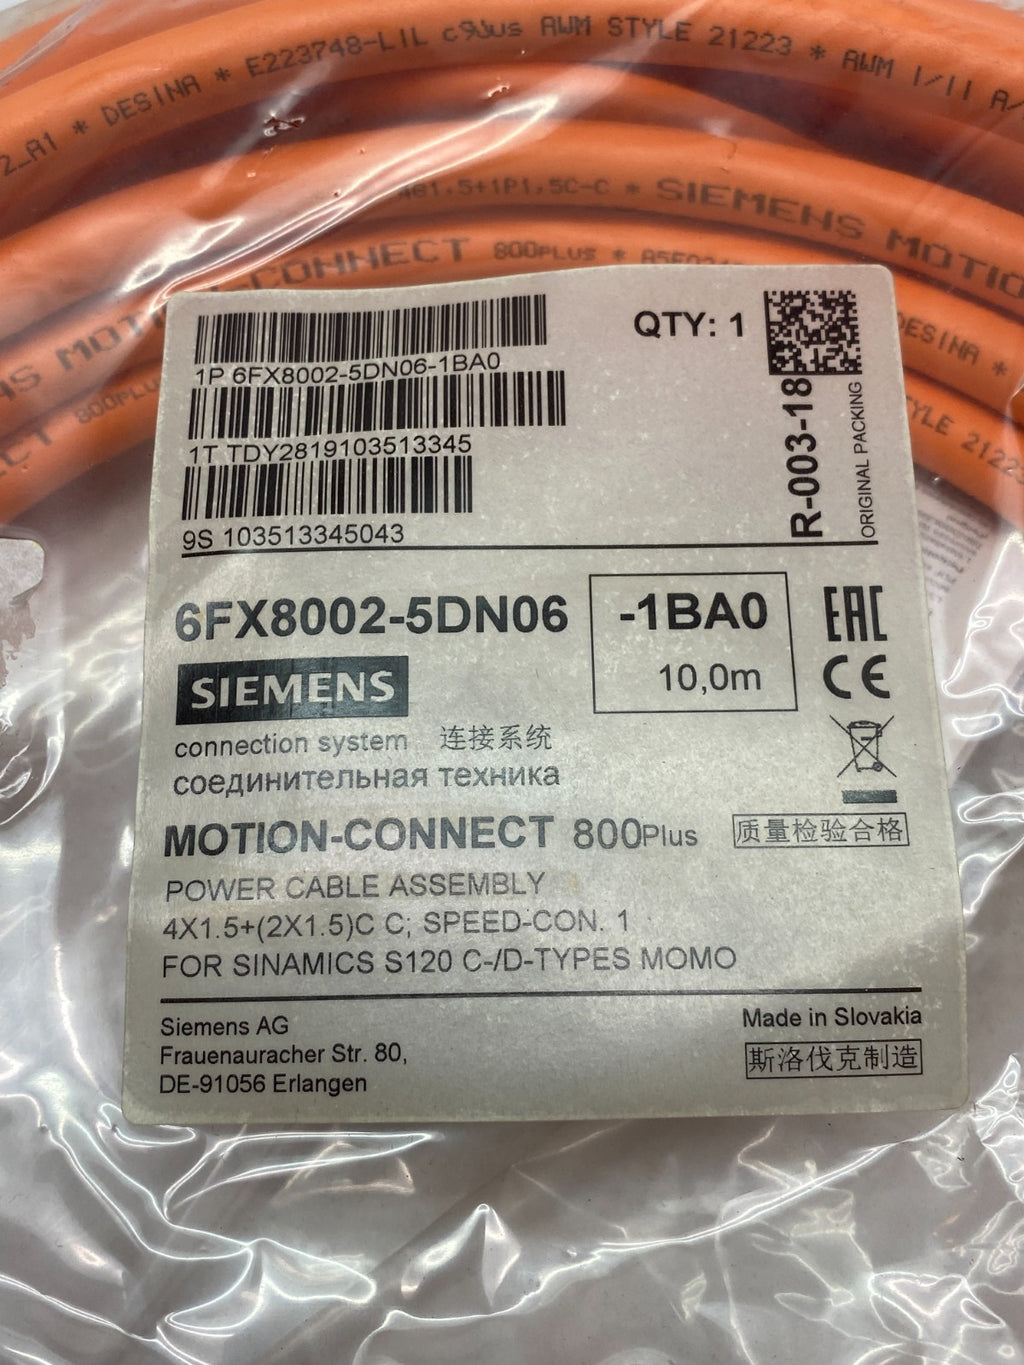 2_A1 * DESINA * E223748-LIL c us AWM STYLE 21223 * AWM I/II A/
4G1,5+1P1,5C-C * SIEMENS MOTIO
-CONNECT 800PLUS *
DESINA *
MOTI
800PLU
STYLE 21223
QTY: 1
1P 6FX8002-5DN06-1BA0
1T TDY2819103513345
9S 103513345043
R-003-18
ORIGINAL PACKING
6FX8002-5DN06 -1BA0
10,0m
EAC
CE
SIEMENS
connection system 连接系统
соединительная техника
MOTION-CONNECT 800Plus 质量检验合格
POWER CABLE ASSEMBLY
4X1.5+(2X1.5)C C; SPEED-CON. 1
FOR SINAMICS S120 C-/D-TYPES MOMO
Siemens AG
Frauenauracher Str. 80,
DE-91056 Erlangen
Made in Slovakia
斯洛伐克制造